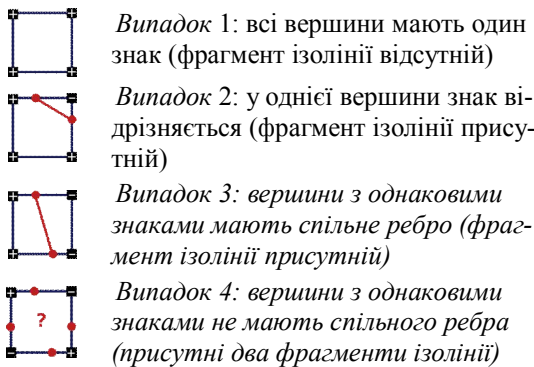 Випадок 1: всі вершини мають один
знак (фрагмент ізолінії відсутній)
Випадок 2: у однієї вершини знак ві-
дрізняється (фрагмент ізолінії прису-
тній)
Випадок 3: вершини з однаковими
знаками мають спільне ребро (фраг-
мент ізолінії присутній)
?
Випадок 4: вершини з однаковими
знаками не мають спільного ребра
(присутні два фрагменти ізолінії)